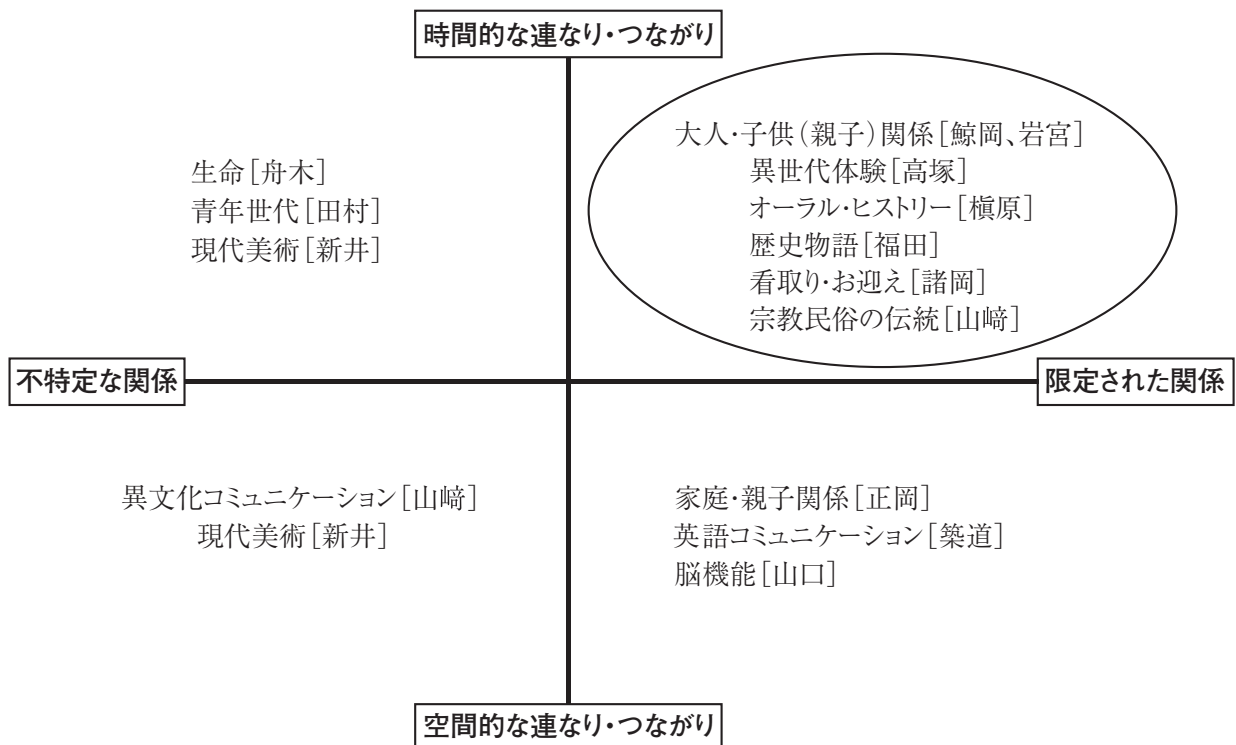 時間的な連なり・つながり
大人・子供(親子)関係[鯨岡、岩宮]
異世代体験[高塚]
オーラル・ヒストリー[槇原]
歴史物語[福田]
看取り・お迎え[諸岡]
宗教民俗の伝統[山﨑]
生命[舟木]
青年世代[田村]
現代美術[新井]
不特定な関係
限定された関係
異文化コミュニケーション[山﨑]
現代美術[新井]
家庭・親子関係[正岡]
英語コミュニケーション[築道]
脳機能[山口]
空間的な連なり・つながり